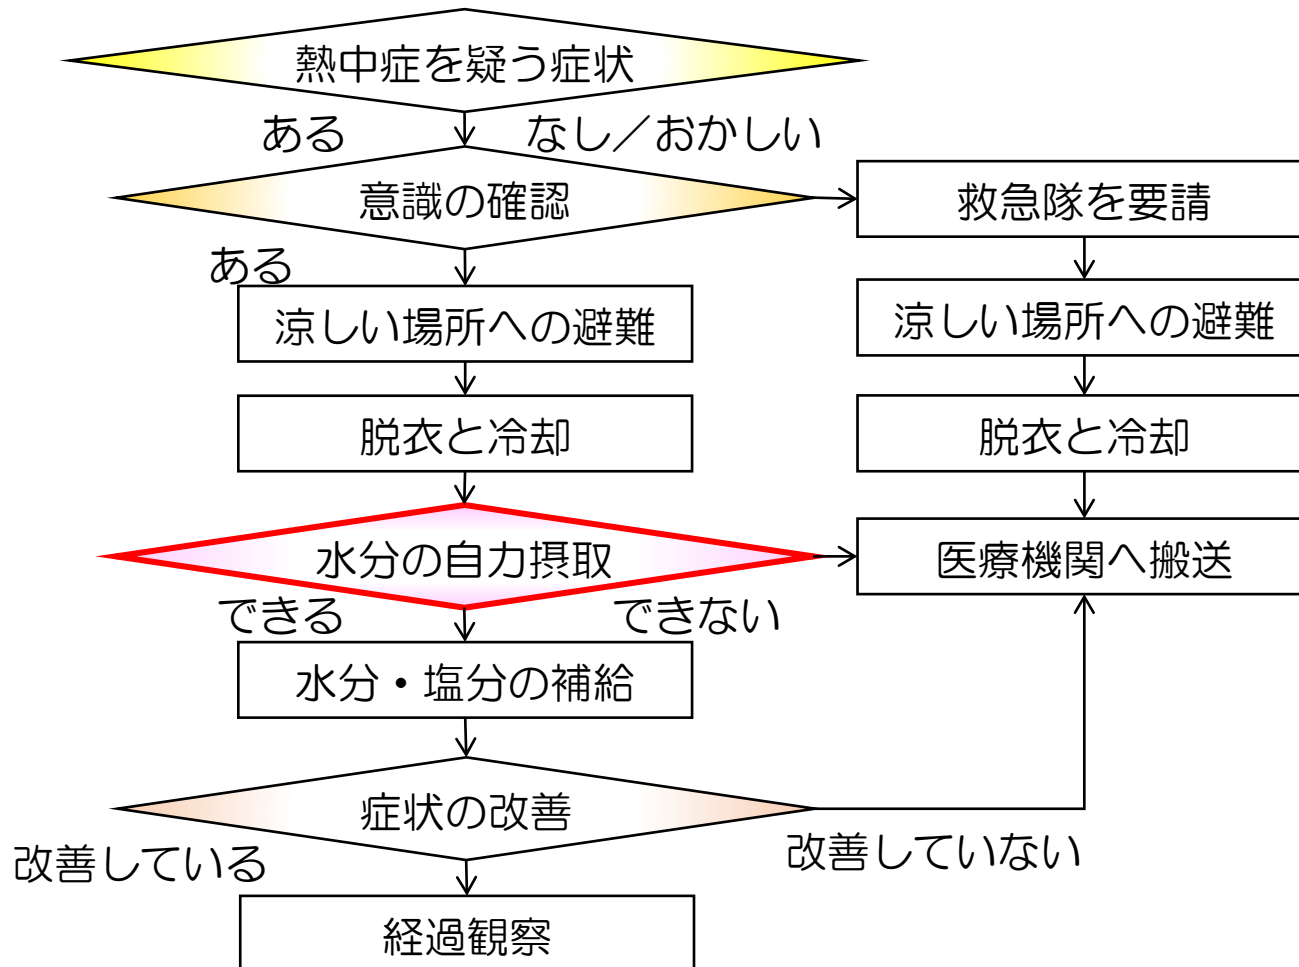 熱中症を疑う症状
ある
なし／おかしい
意識の確認
救急隊を要請
ある
涼しい場所への避難
涼しい場所への避難
脱衣と冷却
脱衣と冷却
水分の自力摂取
医療機関へ搬送
できる
できない
水分・塩分の補給
症状の改善
改善している
改善していない
経過観察